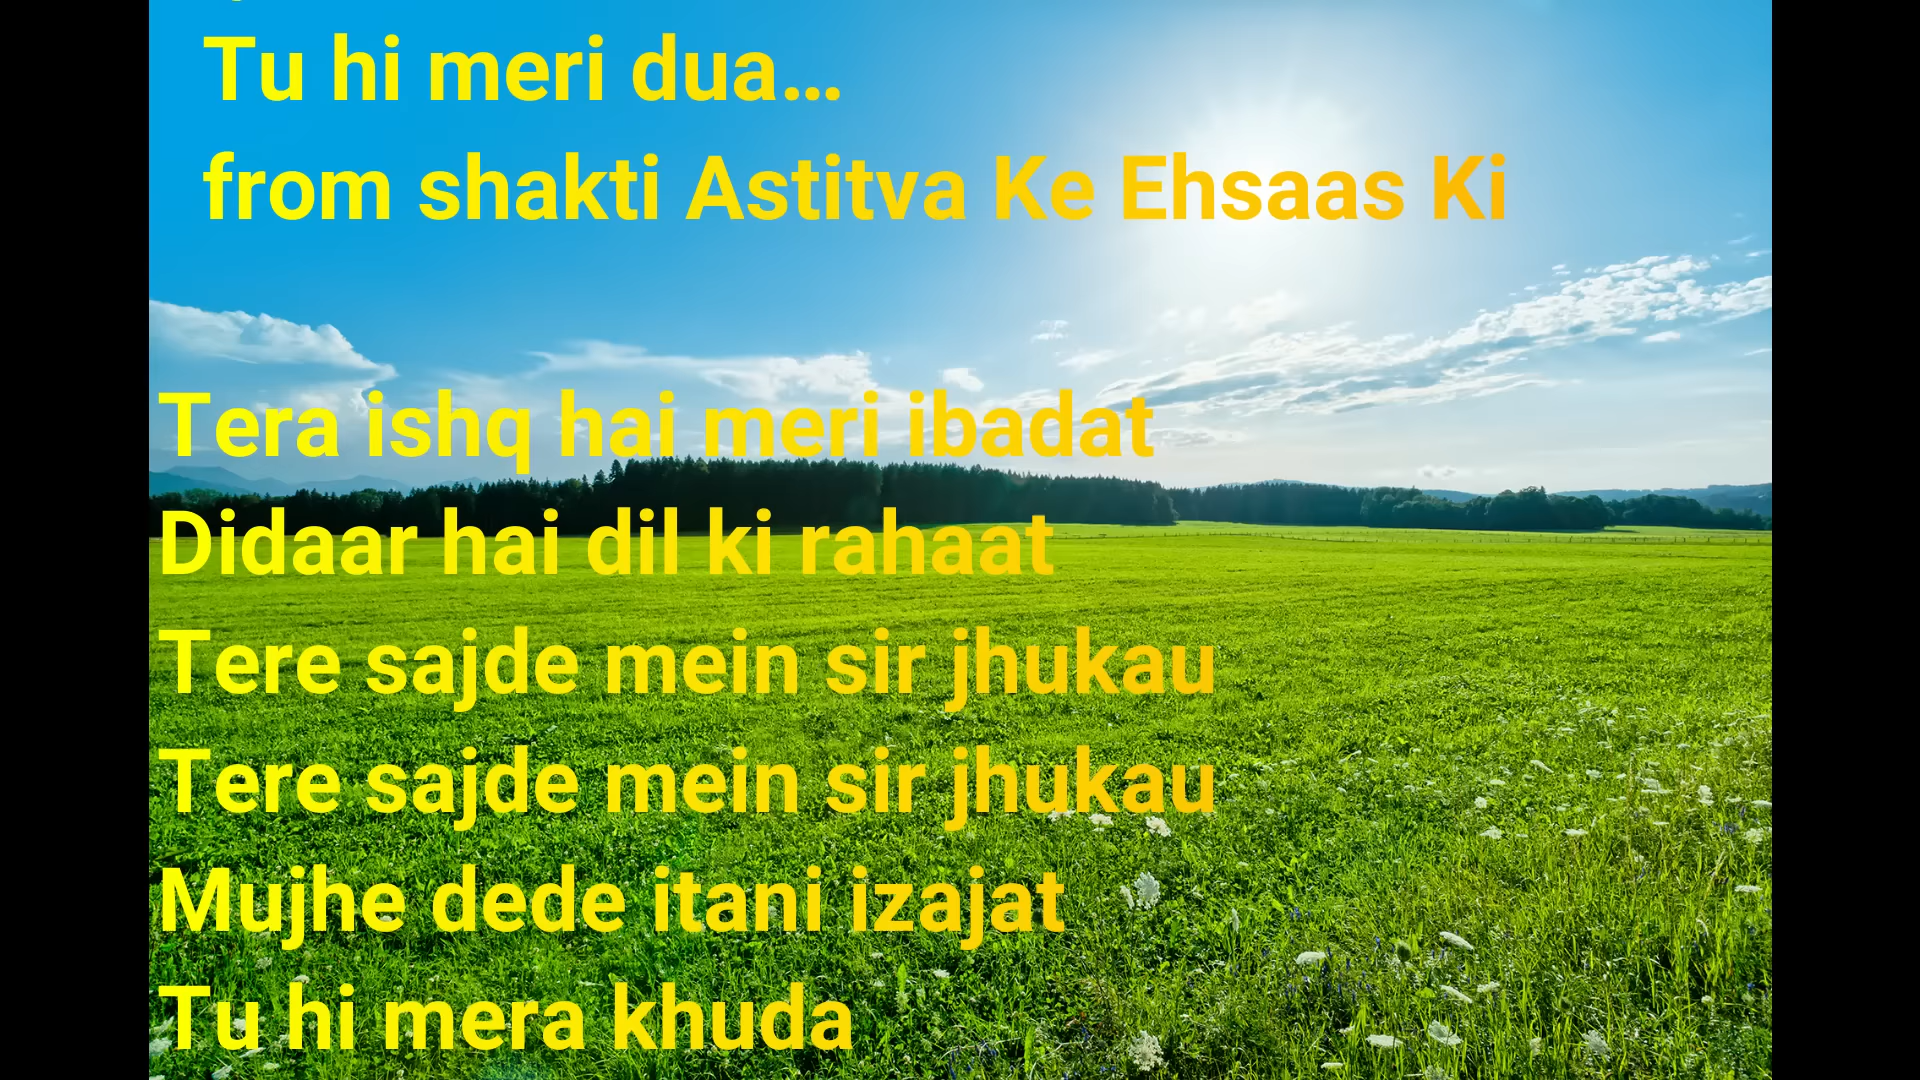 Tu hi meri dua...
from shakti Astitva Ke Ehsaas Ki
Tera ishq hai meri ibadat
Didaar hai dil ki rahaat
Tere sajde mein sir jhukau
Tere sajde mein sir jhukau
Mujhe dede itani izajat
Tu hi mera khuda